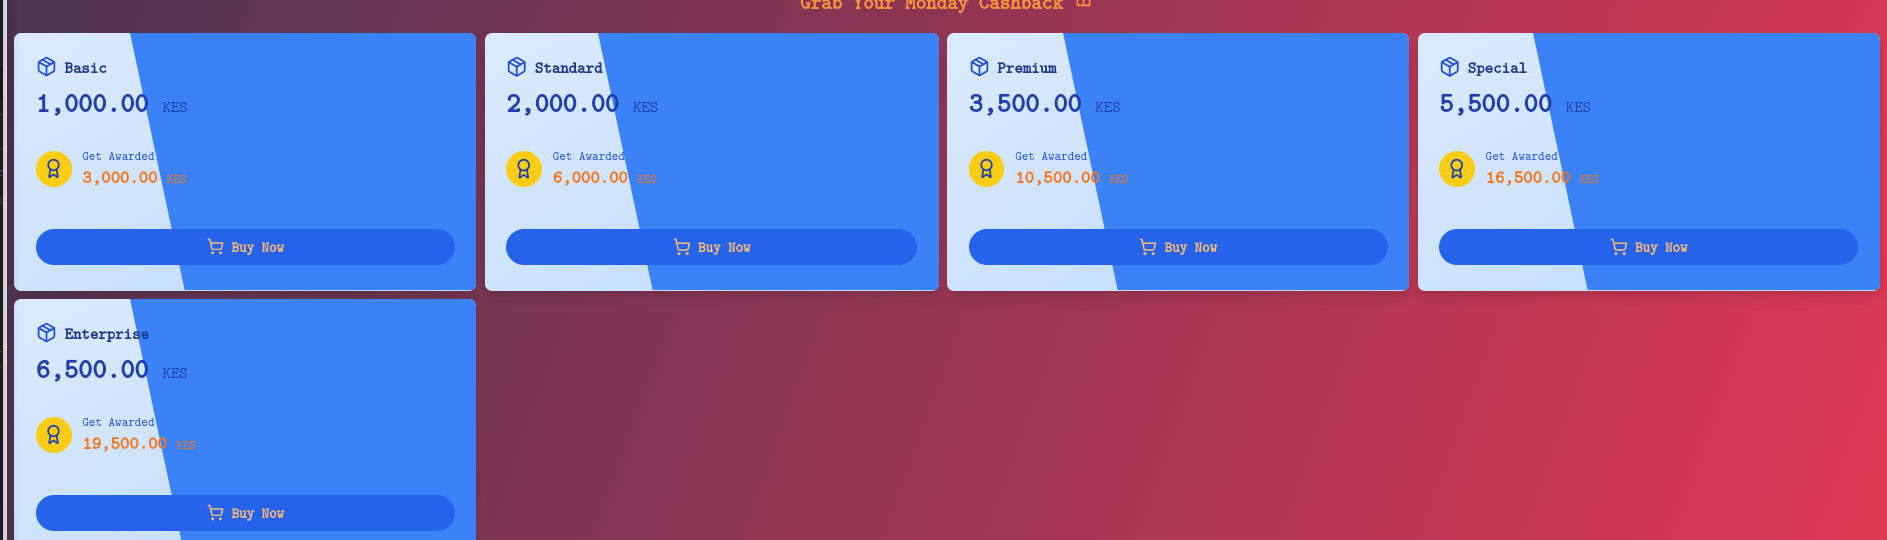 Grab Your Monday Cashback
Basic
1,000.00 KES
Get Awarded
3,000.00 KES
Buy Now
Standard
2,000.00 KES
Get Awarded
6,000.00 KES
Buy Now
Premium
3,500.00 KES
Get Awarded
10,500.00 KES
Buy Now
Special
5,500.00 KES
Get Awarded
16,500.00 KES
Buy Now
Enterprise
6,500.00 KES
Get Awarded
19,500.00 KES
Buy Now